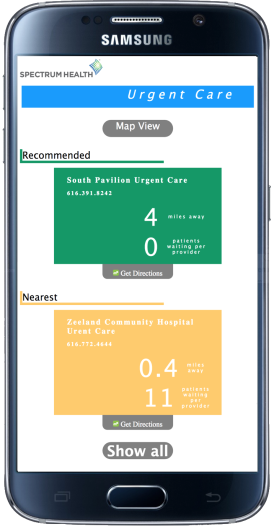 SAMSUNG
SPECTRUM HEALTH
Urgent Care
Map View
Recommended
South Pavilion Urgent Care
616.391.8242
4 miles away
0 patients
waiting per
provider
Get Directions
Nearest
Zeeland Community Hospital
Urent Care
616.772.4644
0.4 miles
away
11 patients
waiting
per
provider
Get Directions
Show all